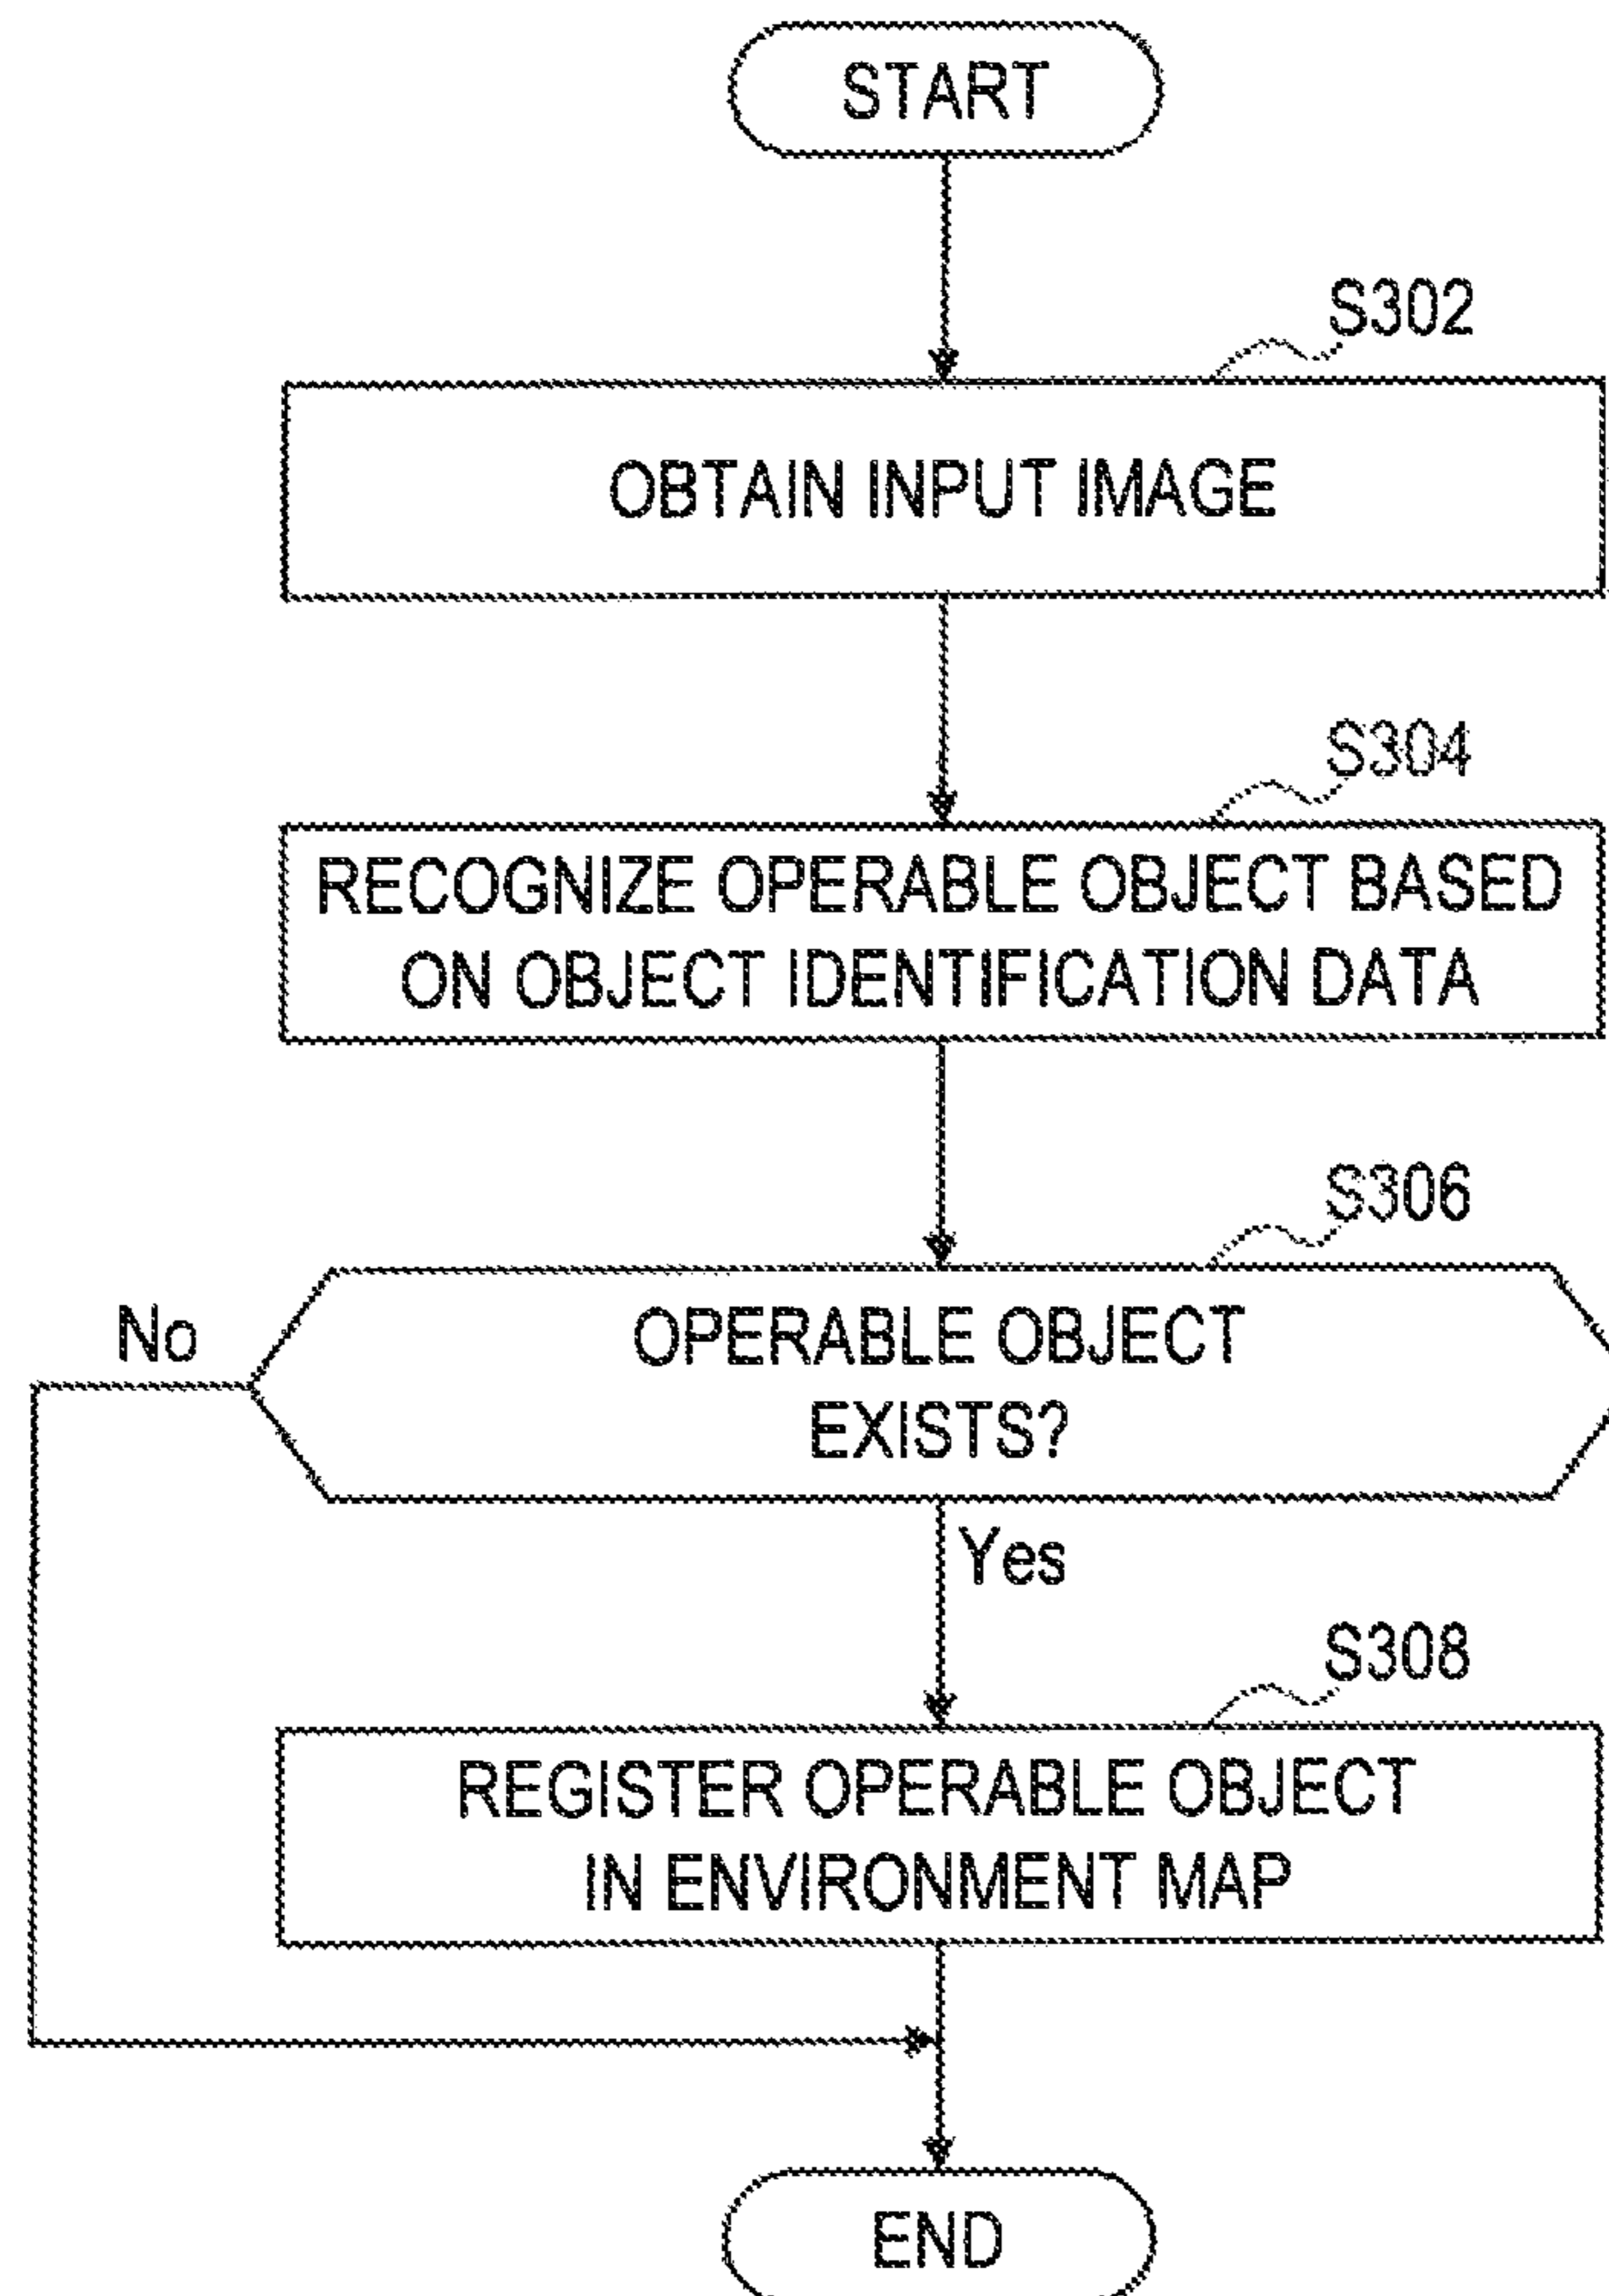 START
S302
OBTAIN INPUT IMAGE
S304
RECOGNIZE OPERABLE OBJECT BASED
ON OBJECT IDENTIFICATION DATA
S306
No
OPERABLE OBJECT
EXISTS?
Yes
S308
REGISTER OPERABLE OBJECT
IN ENVIRONMENT MAP
END